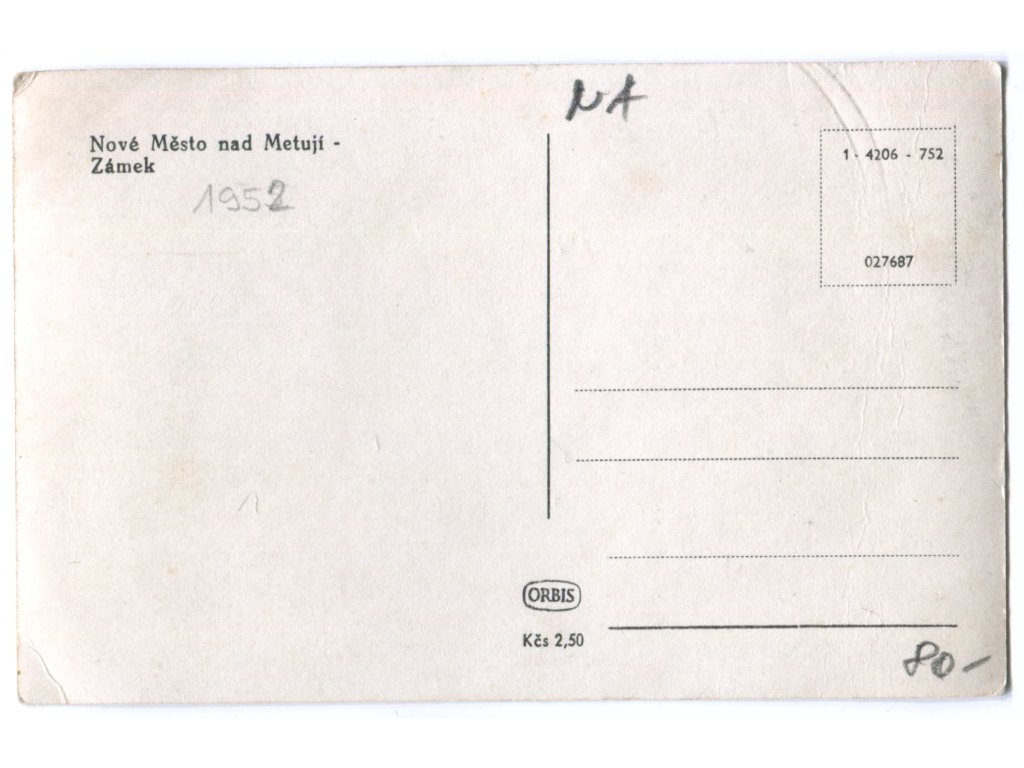 NA
Nové Město nad Metují -
Zámek
1952
1 - 4206 - 752
027687
ORBIS
Kčs 2,50
80-